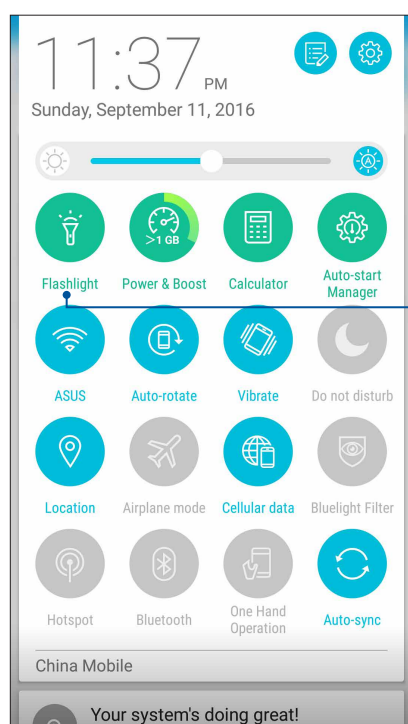 11:37 PM
Sunday, September 11, 2016
A
>1 GB
Flashlight Power & Boost Calculator Auto-start Manager
ASUS Auto-rotate Vibrate Do not disturb
Location Airplane mode Cellular data Bluelight Filter
Hotspot Bluetooth One Hand Operation Auto-sync
China Mobile
Your system's doing great!